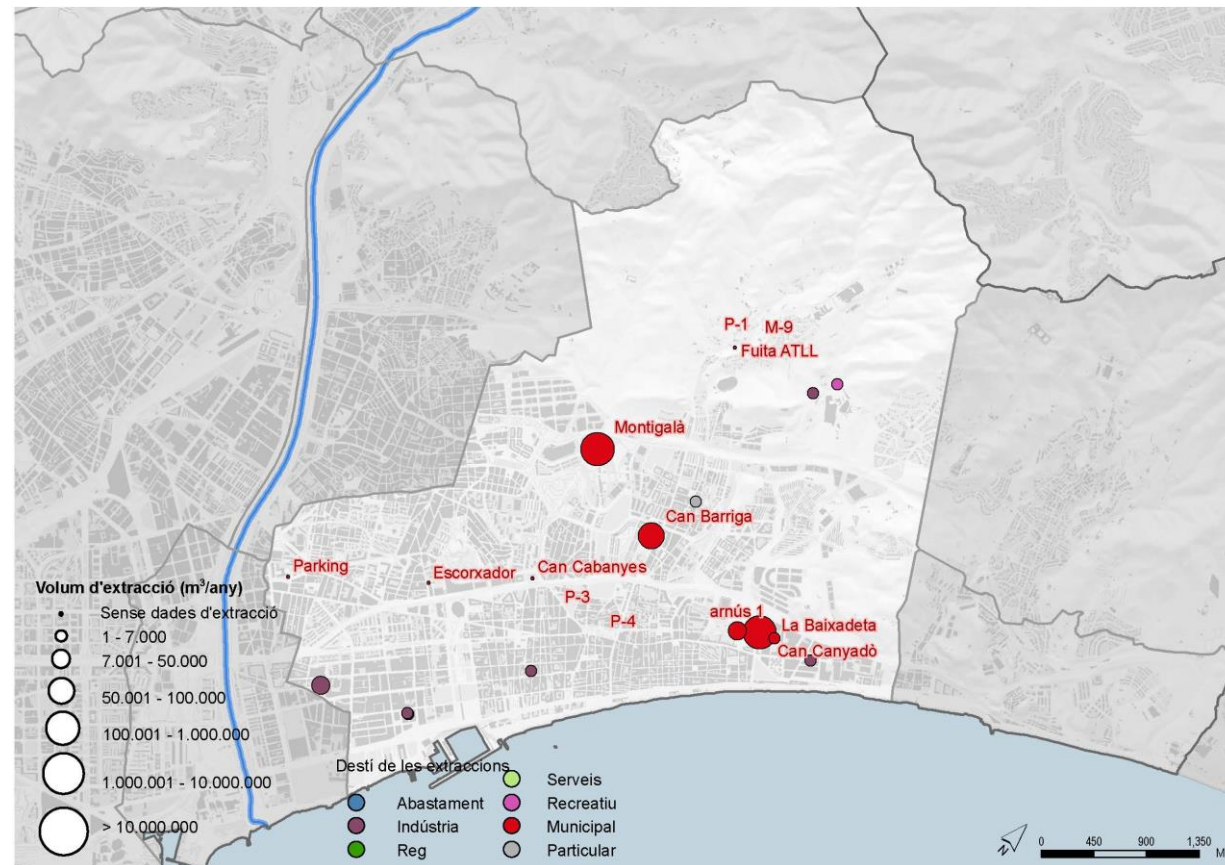 P-1
M-9
Fuita ATLL
Montigalà
Can Barriga
Parking
Escorxador
Can Cabanyes
P-3
P-4
arnús 1
La Baixadeta
Can Canyadò
Volum d'extracció (m³/any)
Sense dades d'extracció
1 - 7.000
7.001 - 50.000
50.001 - 100.000
100.001 - 1.000.000
1.000.001 - 10.000.000
> 10.000.000
Destí de les extraccions
Abastament
Indústria
Reg
Serveis
Recreatiu
Municipal
Particular
N
0 450 900 1,350
M